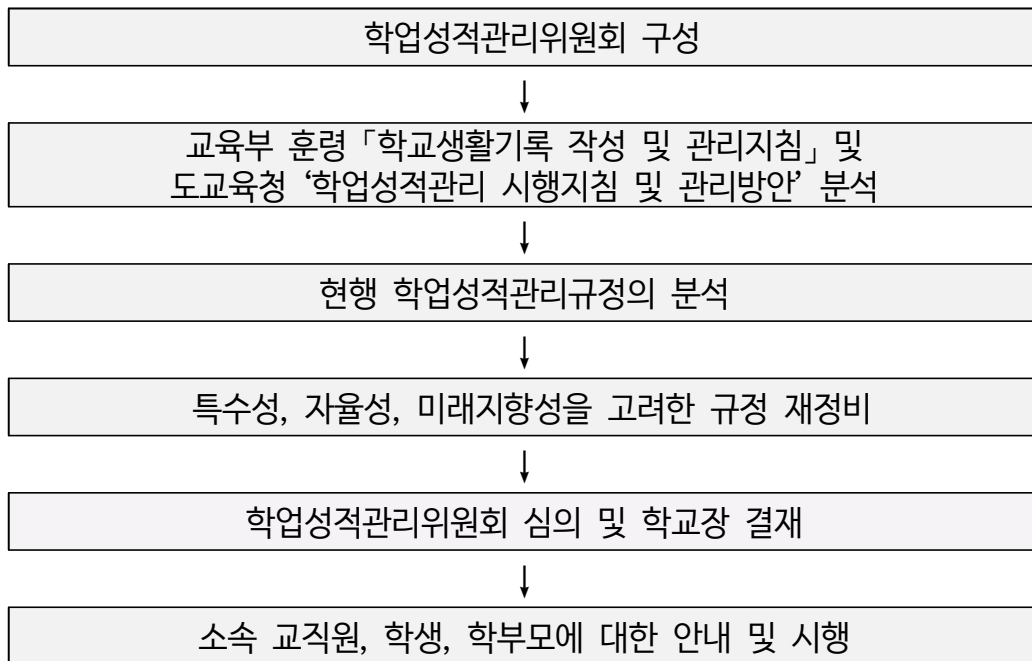 학업성적관리위원회 구성
↓
교육부 훈령「학교생활기록 작성 및 관리지침」및
도교육청 ‘학업성적관리 시행지침 및 관리방안’ 분석
↓
현행 학업성적관리규정의 분석
↓
특수성, 자율성, 미래지향성을 고려한 규정 재정비
↓
학업성적관리위원회 심의 및 학교장 결재
↓
소속 교직원, 학생, 학부모에 대한 안내 및 시행